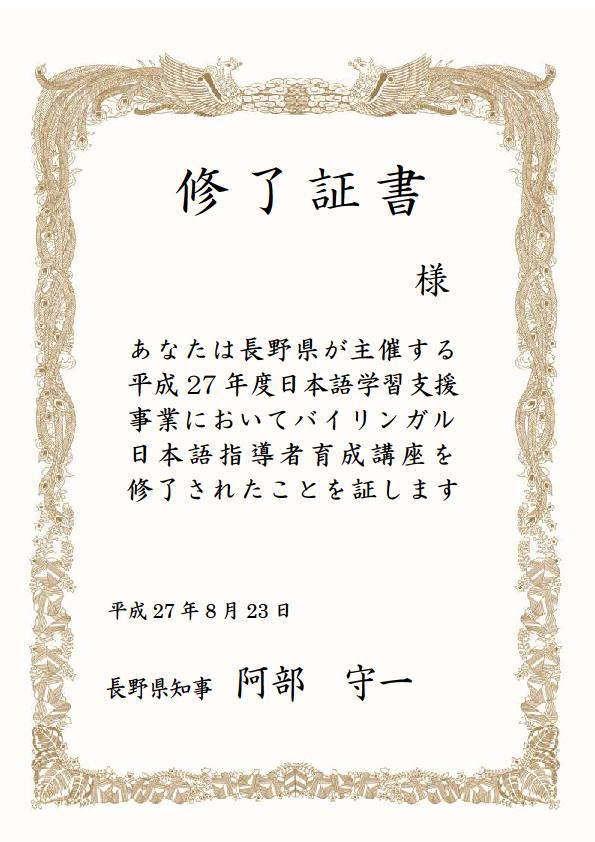 修了証書
様
あなたは長野県が主催する
平成27年度日本語学習支援
事業においてバイリンガル
日本語指導者育成講座を
修了されたことを証します
平成27年8月23日
長野県知事 阿部 守一